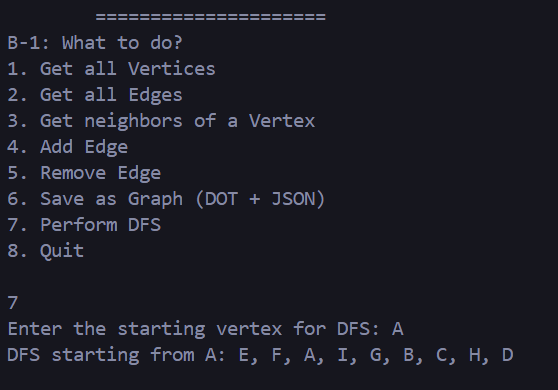 =====================
B-1: What to do?
1. Get all Vertices
2. Get all Edges
3. Get neighbors of a Vertex
4. Add Edge
5. Remove Edge
6. Save as Graph (DOT + JSON)
7. Perform DFS
8. Quit
7
Enter the starting vertex for DFS: A
DFS starting from A: E, F, A, I, G, B, C, H, D